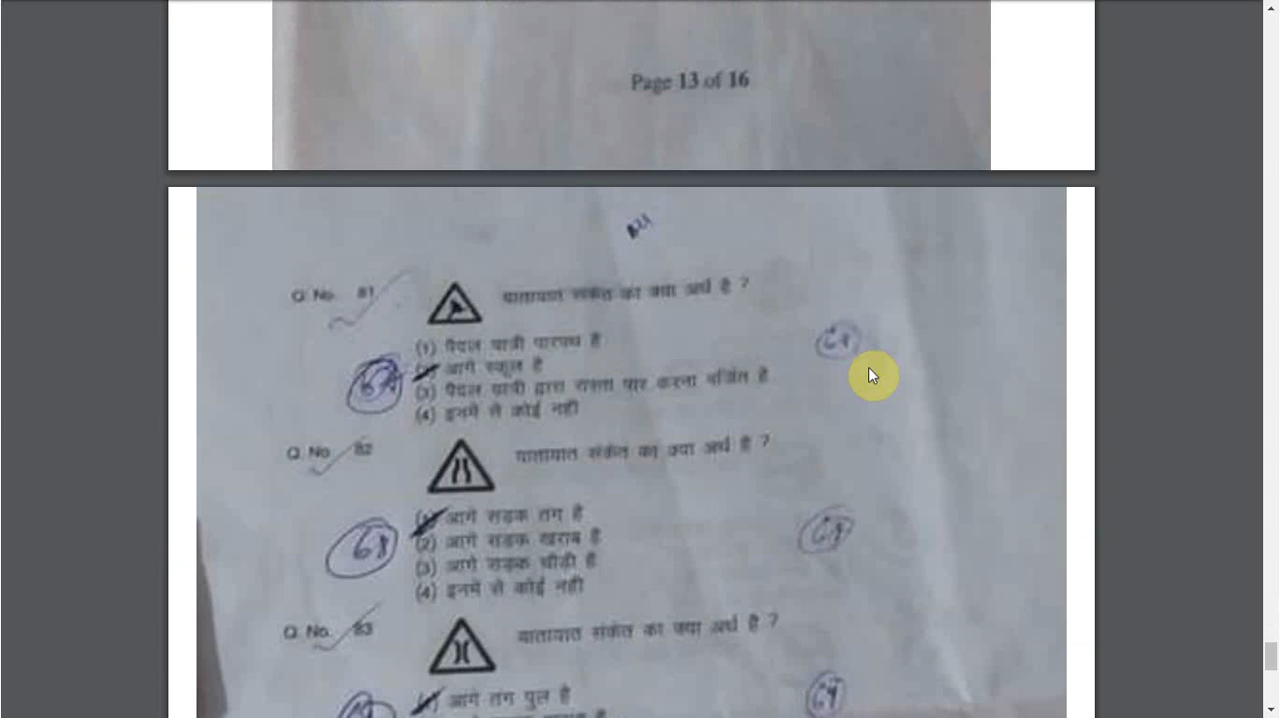 Page 13 of 16
Q. No. 81 यातायात संकेत का क्या अर्थ है ?
(1) पैदल यात्री पारपथ है
आगे स्कूल है
(3) पैदल यात्री द्वारा रास्ता पार करना वर्जित है
(4) इनमें से कोई नहीं
Q. No. 82 यातायात संकेत का क्या अर्थ है ?
(1) आगे सड़क तंग है
(2) आगे सड़क खराब है
(3) आगे सड़क चौड़ी है
(4) इनमे से कोई नहीं
Q. No. 83 यातायात संकेत का क्या अर्थ है ?
आगे तंग पुल है